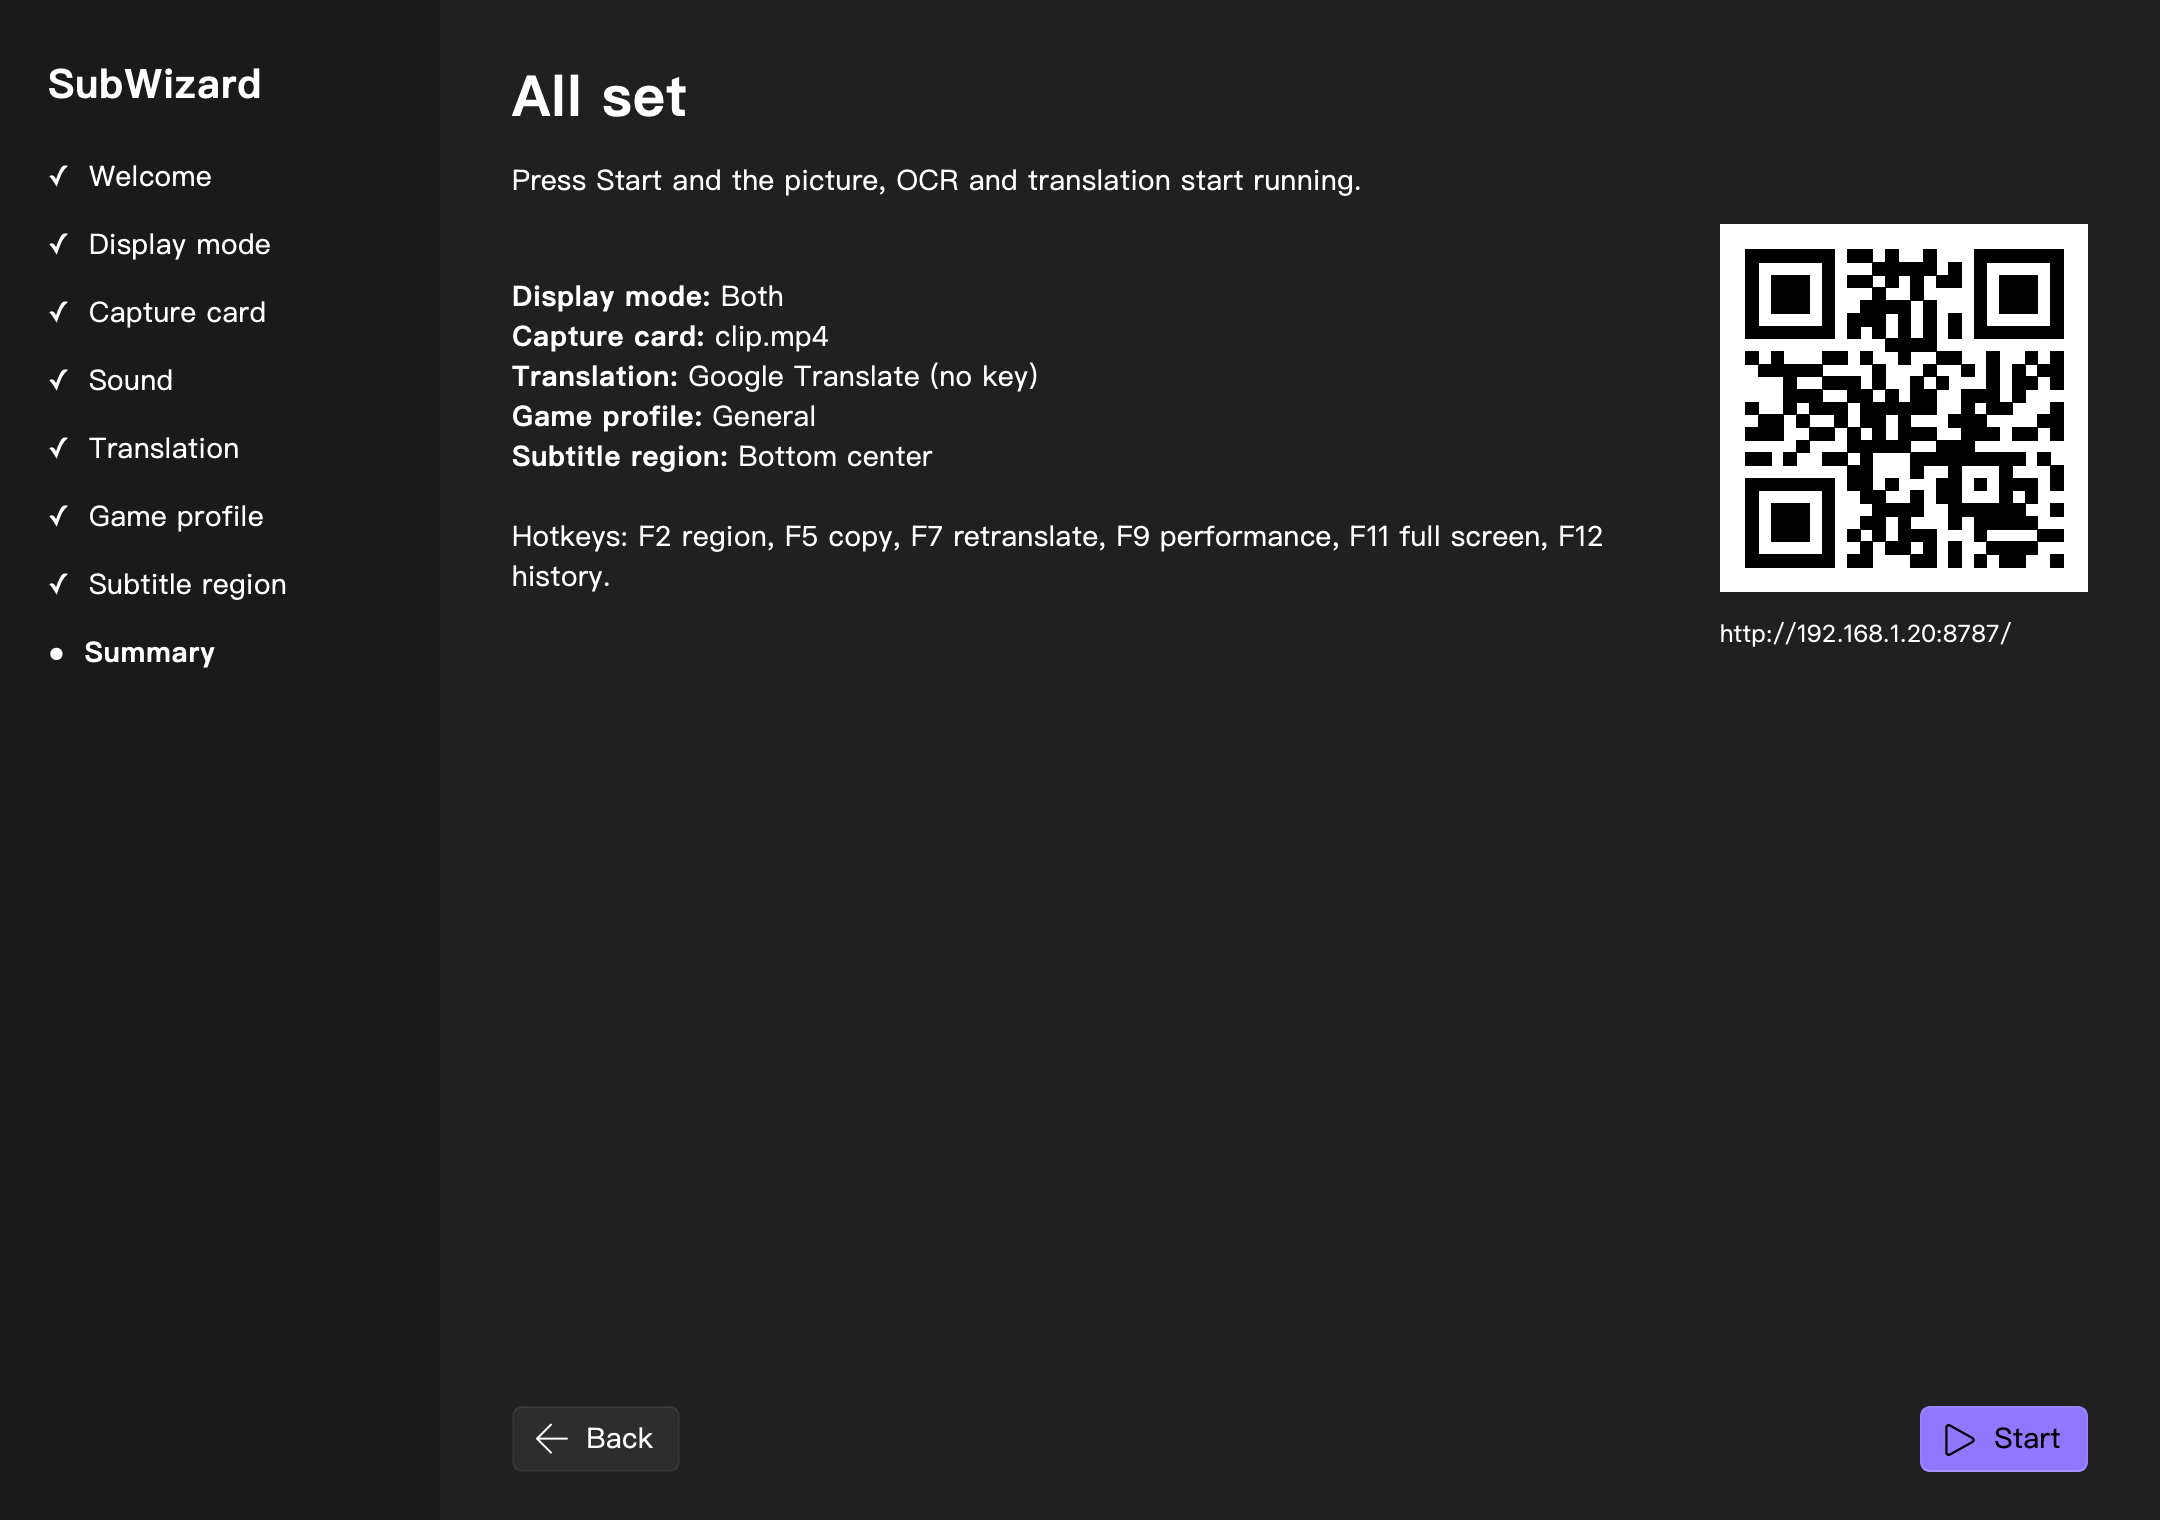 SubWizard
✓ Welcome
✓ Display mode
✓ Capture card
✓ Sound
✓ Translation
✓ Game profile
✓ Subtitle region
● Summary
All set
Press Start and the picture, OCR and translation start running.
Display mode: Both
Capture card: clip.mp4
Translation: Google Translate (no key)
Game profile: General
Subtitle region: Bottom center
Hotkeys: F2 region, F5 copy, F7 retranslate, F9 performance, F11 full screen, F12
history.
http://192.168.1.20:8787/
Back
Start